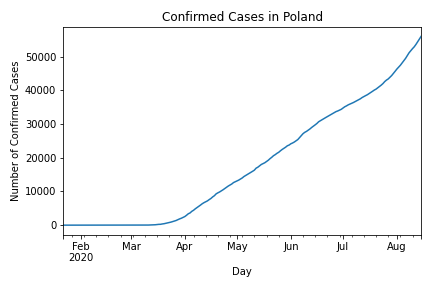 Confirmed Cases in Poland
Number of Confirmed Cases
50000
40000
30000
20000
10000
0
Feb Mar Apr May Jun Jul Aug
2020
Day